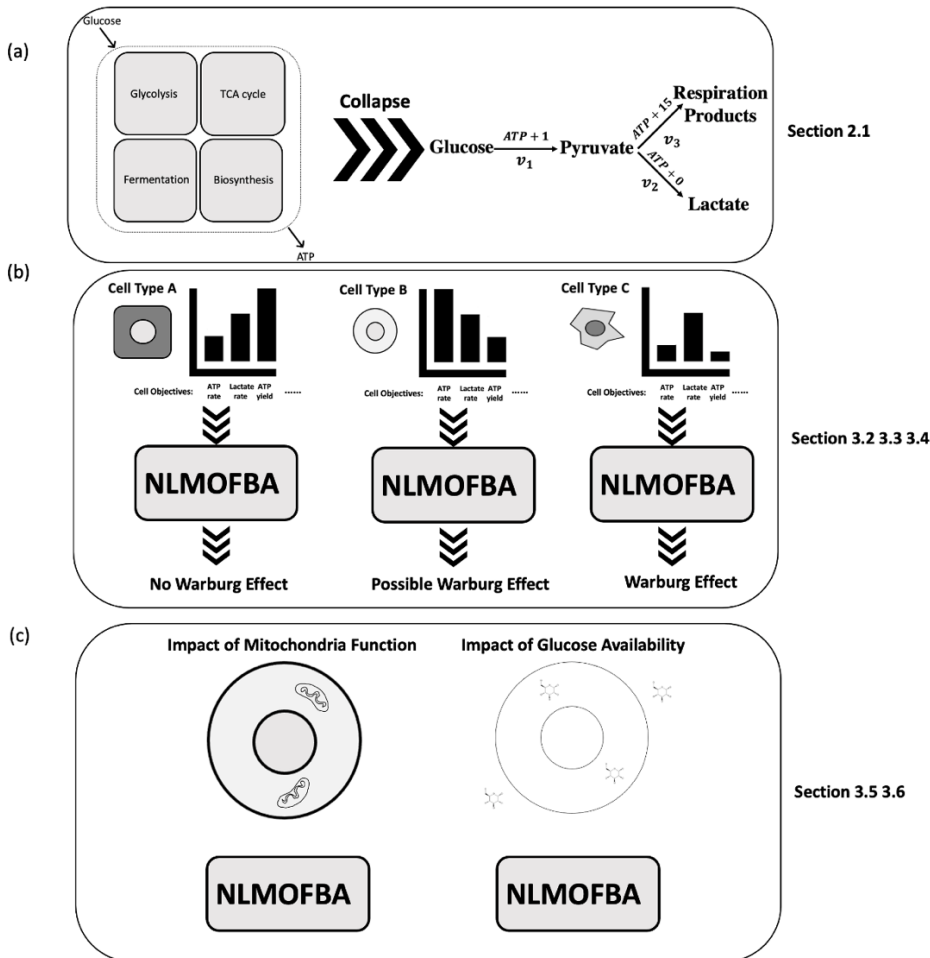 (a)
Glucose
Glycolysis
TCA cycle
Fermentation
Biosynthesis
ATP
Collapse
Glucose
ATP + 1
v₁
Pyruvate
ATP + 15
v₃
Respiration
Products
ATP + 0
v₂
Lactate
Section 2.1
(b)
Cell Type A
Cell Objectives:
ATP
rate
Lactate
rate
ATP
yield
......
NLMOFBA
No Warburg Effect
Cell Type B
Cell Objectives:
ATP
rate
Lactate
rate
ATP
yield
......
NLMOFBA
Possible Warburg Effect
Cell Type C
Cell Objectives:
ATP
rate
Lactate
rate
ATP
yield
......
NLMOFBA
Warburg Effect
Section 3.2 3.3 3.4
(c)
Impact of Mitochondria Function
NLMOFBA
Impact of Glucose Availability
NLMOFBA
Section 3.5 3.6